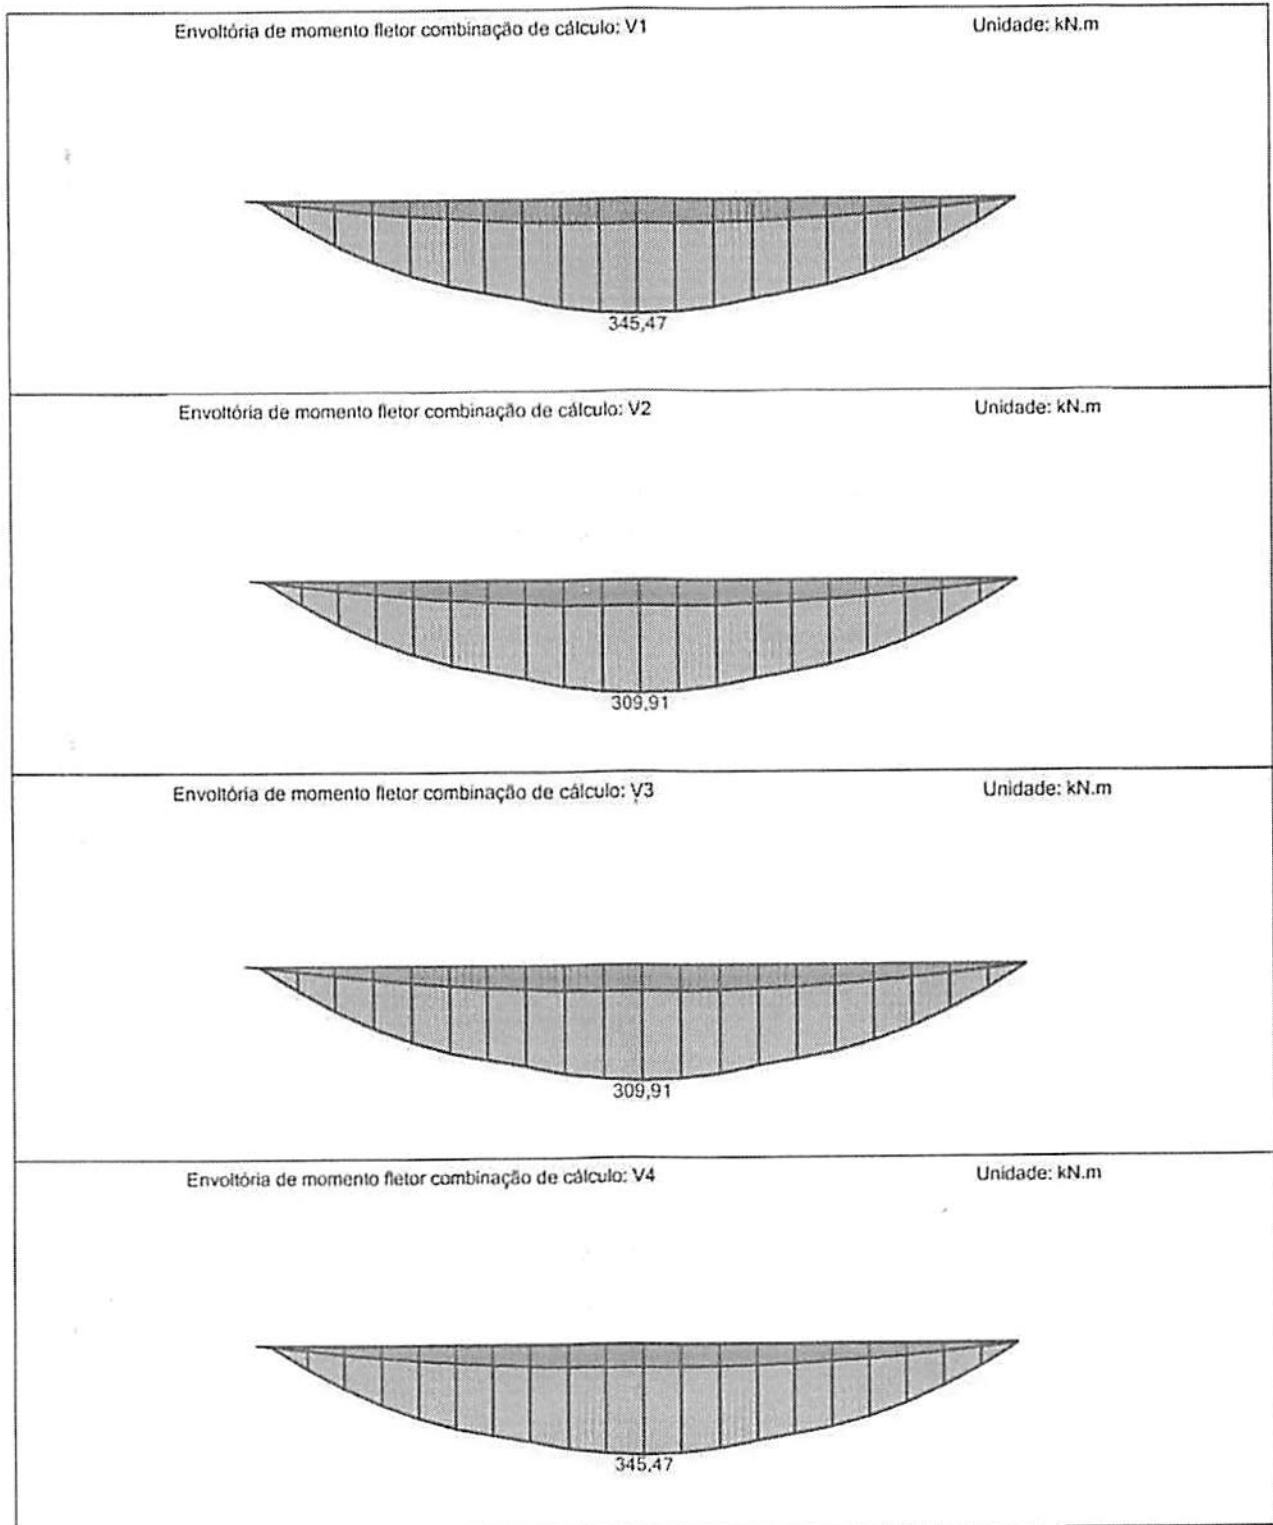 Envoltória de momento fletor combinação de cálculo: V1 Unidade: kN.m
345,47
Envoltória de momento fletor combinação de cálculo: V2 Unidade: kN.m
309,91
Envoltória de momento fletor combinação de cálculo: V3 Unidade: kN.m
309,91
Envoltória de momento fletor combinação de cálculo: V4 Unidade: kN.m
345,47